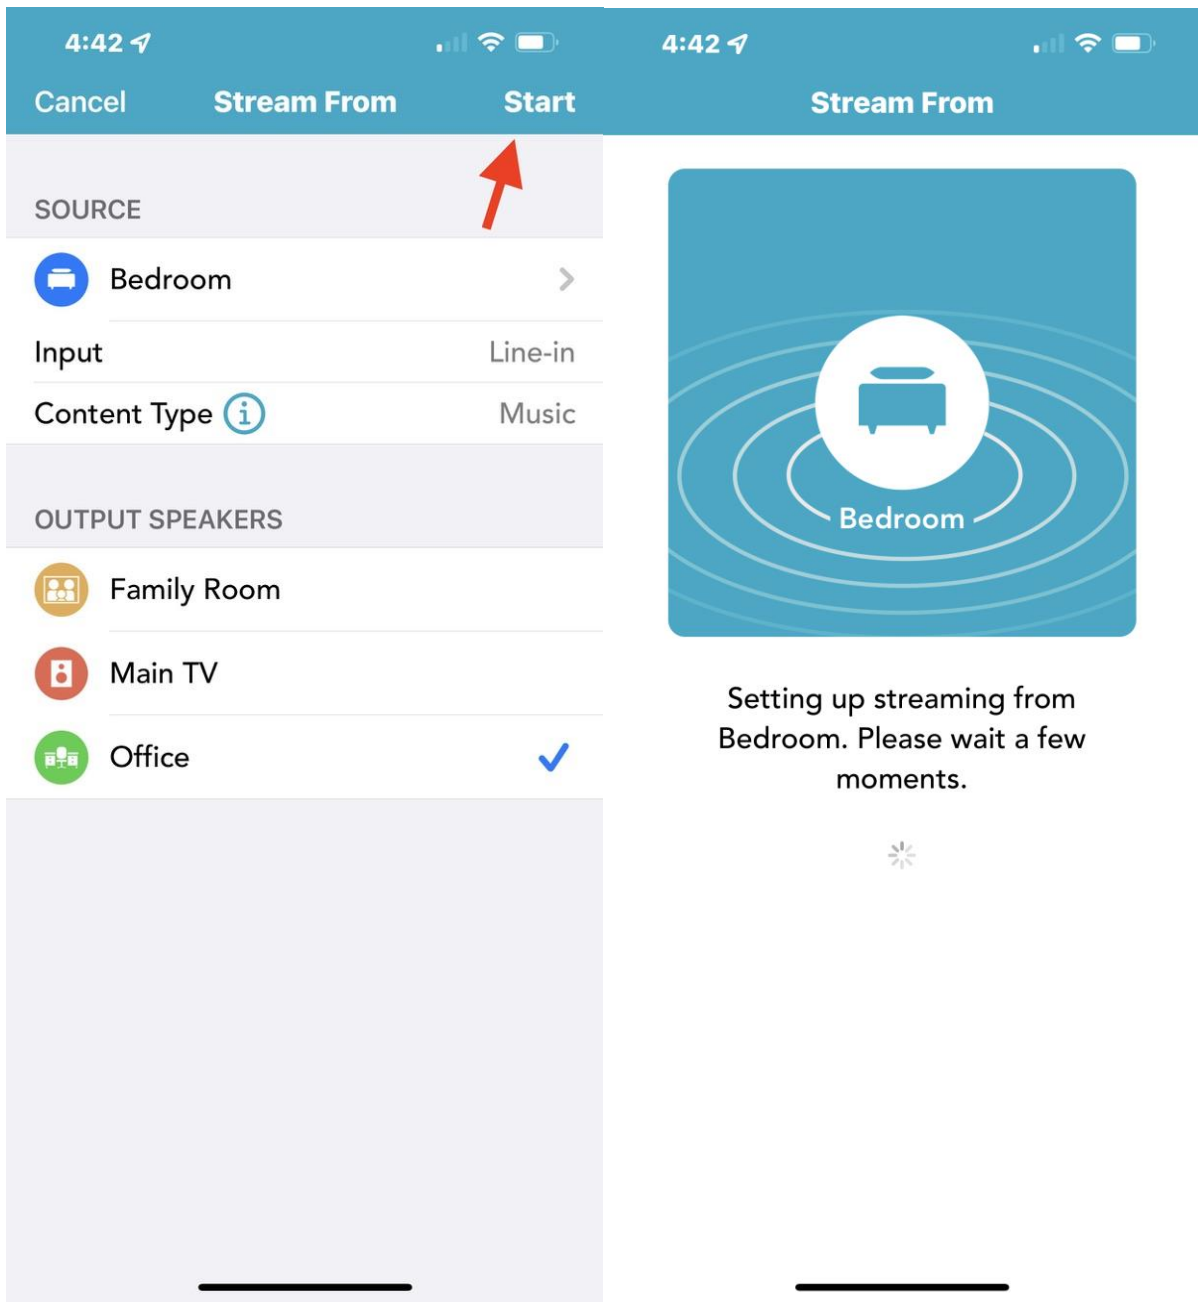 4:42
Cancel Stream From Start
SOURCE
Bedroom
Input Line-in
Content Type i Music
OUTPUT SPEAKERS
Family Room
Main TV
Office
4:42
Stream From
Bedroom
Setting up streaming from
Bedroom. Please wait a few
moments.